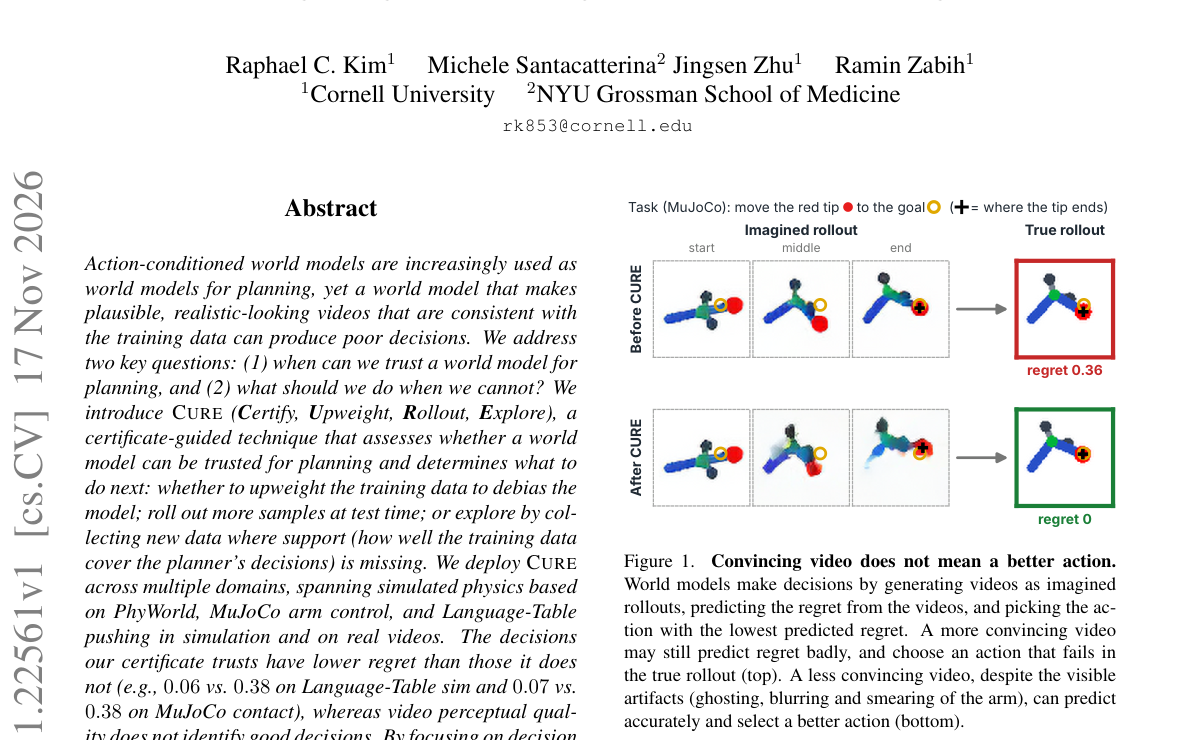 Raphael C. Kim1 Michele Santacatterina2 Jingsen Zhu1 Ramin Zabih1
1Cornell University 2NYU Grossman School of Medicine
rk853@cornell.edu
1.22561v1 [cs.CV] 17 Nov 2026
Abstract
Action-conditioned world models are increasingly used as
world models for planning, yet a world model that makes
plausible, realistic-looking videos that are consistent with
the training data can produce poor decisions. We address
two key questions: (1) when can we trust a world model for
planning, and (2) what should we do when we cannot? We
introduce CURE (Certify, Upweight, Rollout, Explore), a
certificate-guided technique that assesses whether a world
model can be trusted for planning and determines what to
do next: whether to upweight the training data to debias the
model; roll out more samples at test time; or explore by col-
lecting new data where support (how well the training data
cover the planner's decisions) is missing. We deploy CURE
across multiple domains, spanning simulated physics based
on PhyWorld, MuJoCo arm control, and Language-Table
pushing in simulation and on real videos. The decisions
our certificate trusts have lower regret than those it does
not (e.g., 0.06 vs. 0.38 on Language-Table sim and 0.07 vs.
0.38 on MuJoCo contact), whereas video perceptual qual-
ity does not identify good decisions. By focusing on decision
Task (MuJoCo): move the red tip to the goal (✚= where the tip ends)
Imagined rollout True rollout
start middle end
Before CURE
regret 0.36
After CURE
regret 0
Figure 1. Convincing video does not mean a better action.
World models make decisions by generating videos as imagined
rollouts, predicting the regret from the videos, and picking the ac-
tion with the lowest predicted regret. A more convincing video
may still predict regret badly, and choose an action that fails in
the true rollout (top). A less convincing video, despite the visible
artifacts (ghosting, blurring and smearing of the arm), can predict
accurately and select a better action (bottom).